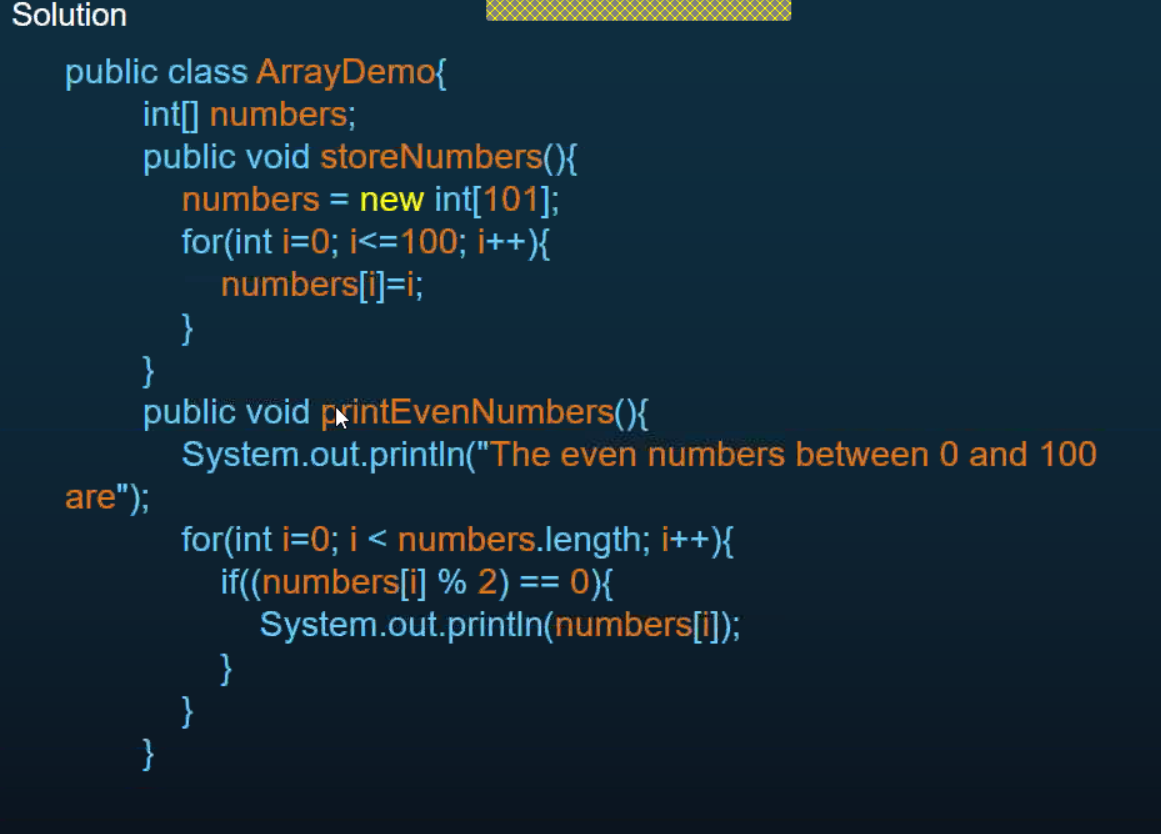 Solution
public class ArrayDemo{
int[] numbers;
public void storeNumbers(){
numbers = new int[101];
for(int i=0; i<=100; i++){
numbers[i]=i;
}
}
public void printEvenNumbers(){
System.out.println("The even numbers between 0 and 100
are");
for(int i=0; i < numbers.length; i++){
if((numbers[i] % 2) == 0){
System.out.println(numbers[i]);
}
}
}